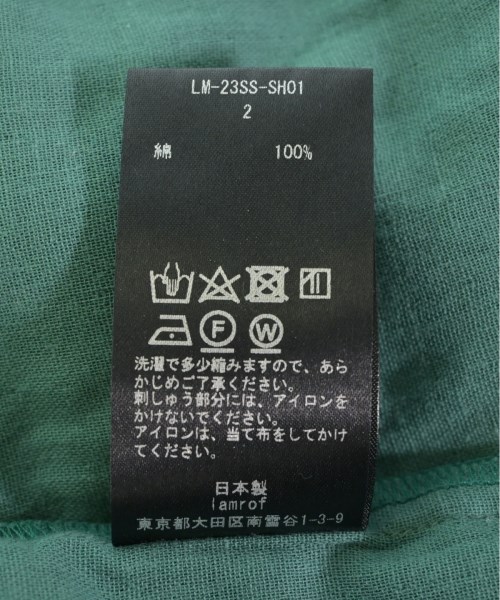 LM-23SS-SH01
2
綿 100%
F W
洗濯で多少縮みますので、あら
かじめご了承ください。
刺しゅう部分には、アイロンを
かけないでください。
アイロンは、当て布をしてかけ
てください。
日本製
lamrof
東京都大田区南雪谷1-3-9